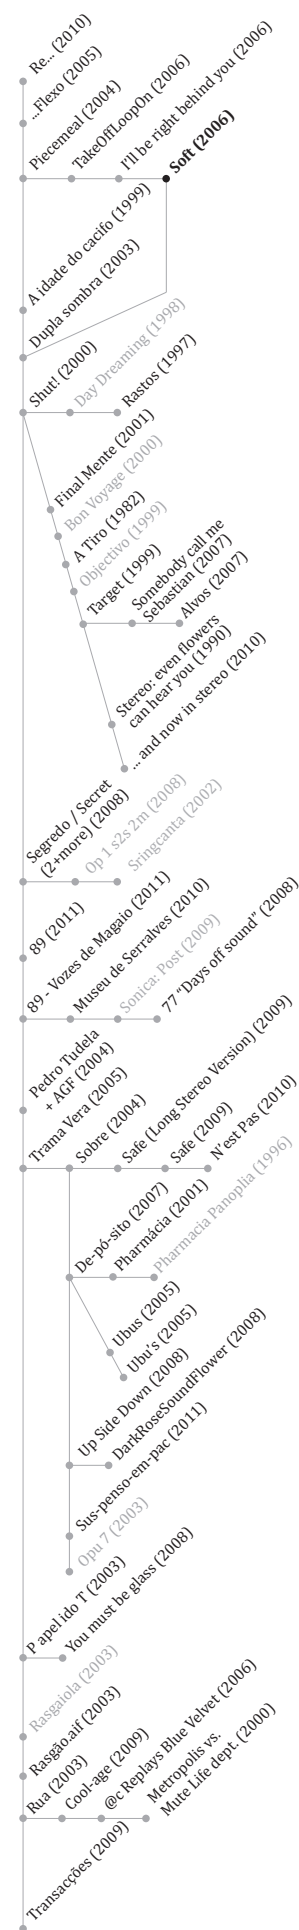 Re... (2010)
...Flexo (2005)
Piecemeal (2004)
TakeOffLoopOn (2006)
I'll be right behind you (2006)
Soft (2006)
A idade do cacifo (1999)
Dupla sombra (2003)
Shut! (2000)
Day Dreaming (1998)
Rastos (1997)
Final Mente (2001)
Bon Voyage (2000)
A Tiro (1982)
Objectivo (1999)
Target (1999)
Somebody call me
Sebastian (2007)
Alvos (2007)
Stereo: even flowers
can hear you (1990)
... and now in stereo (2010)
Segredo / Secret
(2+more) (2008)
Op 1 s2s 2m (2008)
Sringcanta (2002)
89 (2011)
89 - Vozes de Magaio (2011)
Museu de Serralves (2010)
Sonica: Post (2009)
77 “Days off sound” (2008)
Pedro Tudela
+ AGF (2004)
Trama Vera (2005)
Sobre (2004)
Safe (Long Stereo Version) (2009)
Safe (2009)
N'est Pas (2010)
De-pó-sito (2007)
Pharmácia (2001)
Pharmacia Panoplia (1996)
Ubus (2005)
Ubu's (2005)
Up Side Down (2008)
DarkRoseSoundFlower (2008)
Sus-penso-em-pac (2011)
Opu 7 (2003)
P apel ido T (2003)
You must be glass (2008)
Rasgaiola (2003)
Rasgão.aif (2003)
Rua (2003)
Cool-age (2009)
@c Replays Blue Velvet (2006)
Metropolis vs.
Mute Life dept. (2000)
Transacções (2009)